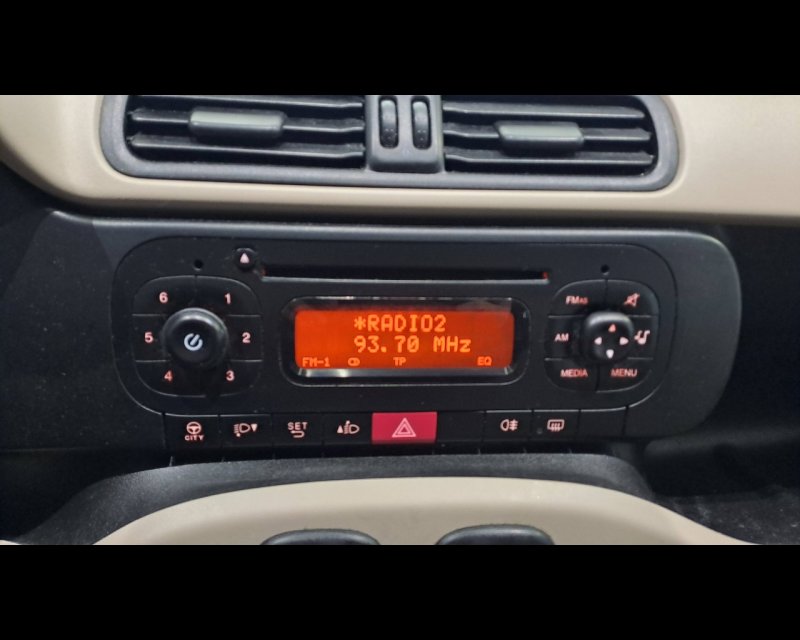 6 1
5 2
4 3
*RADIO2
93.70 MHz
FM-1 TP EQ
FMAS
AM
MEDIA MENU
CITY
SET